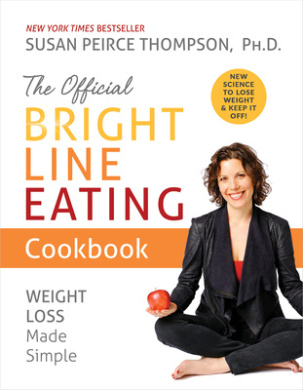 NEW YORK TIMES BESTSELLER
SUSAN PEIRCE THOMPSON, PH.D.
The Official
BRIGHT
LINE
EATING
Cookbook
NEW
SCIENCE TO LOSE
WEIGHT
& KEEP IT
OFF!
WEIGHT
LOSS
Made
Simple